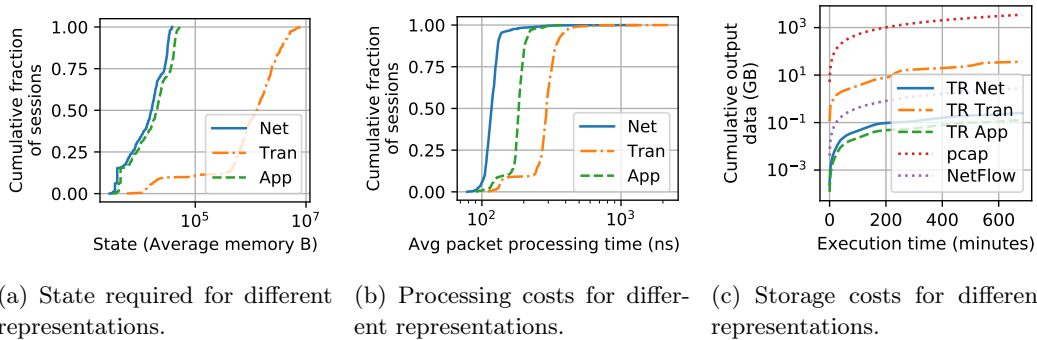 Cumulative fraction
of sessions
1.00
0.75
0.50
0.25
0.00
Net
Tran
App
10^5
10^7
State (Average memory B)
Cumulative fraction
of sessions
1.00
0.75
0.50
0.25
0.00
Net
Tran
App
10^2
10^3
Avg packet processing time (ns)
Cumulative output
data (GB)
10^3
10^1
10^−1
10^−3
TR Net
TR Tran
TR App
pcap
NetFlow
0
200
400
600
Execution time (minutes)
(a) State required for different
representations.
(b) Processing costs for differ-
ent representations.
(c) Storage costs for differen
representations.